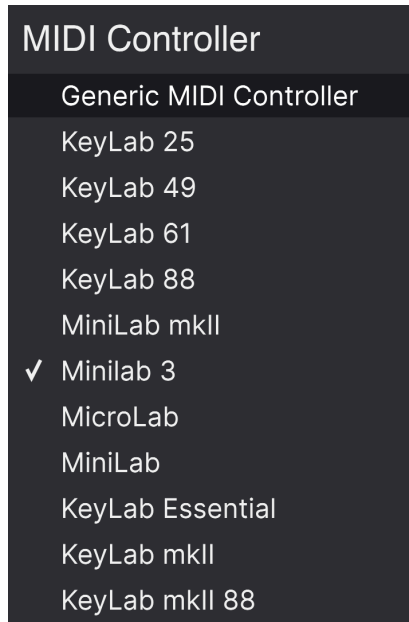 MIDI Controller
Generic MIDI Controller
KeyLab 25
KeyLab 49
KeyLab 61
KeyLab 88
MiniLab mkII
✓ Minilab 3
MicroLab
MiniLab
KeyLab Essential
KeyLab mkII
KeyLab mkII 88